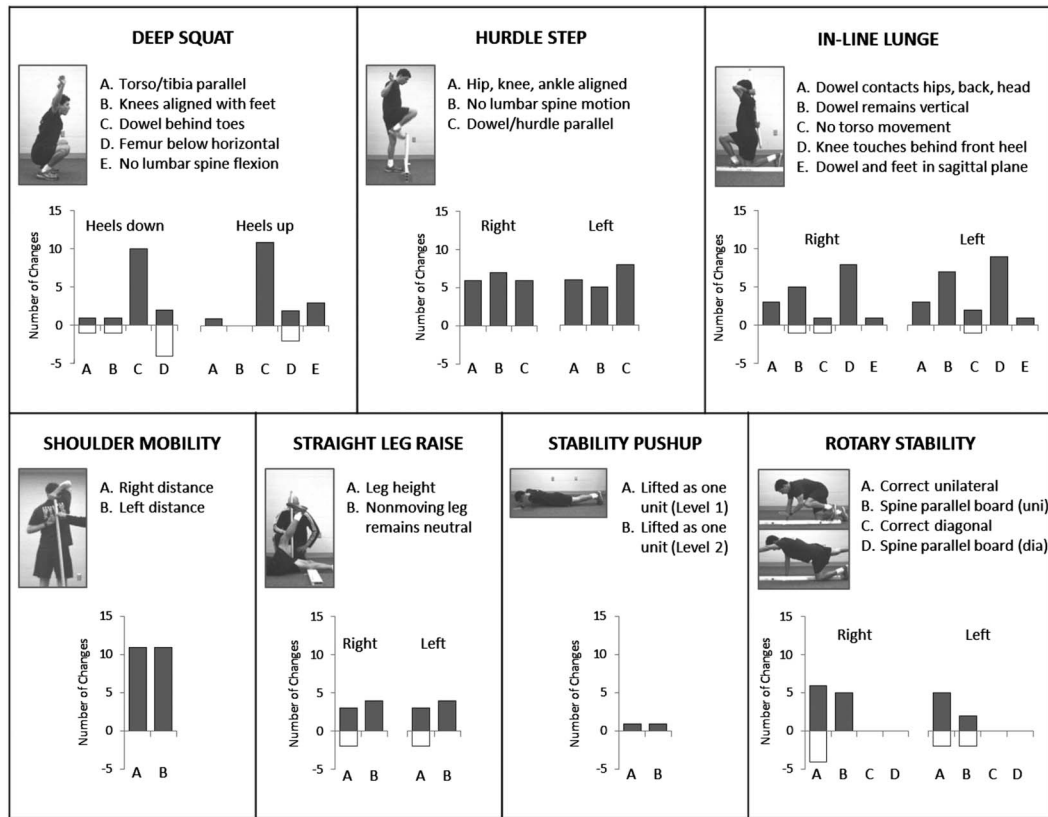 DEEP SQUAT
A. Torso/tibia parallel
B. Knees aligned with feet
C. Dowel behind toes
D. Femur below horizontal
E. No lumbar spine flexion
Number of Changes
15
10
5
0
-5
Heels down
A B C D
Heels up
A B C D E
HURDLE STEP
A. Hip, knee, ankle aligned
B. No lumbar spine motion
C. Dowel/hurdle parallel
Number of Changes
15
10
5
0
-5
Right
A B C
Left
A B C
IN-LINE LUNGE
A. Dowel contacts hips, back, head
B. Dowel remains vertical
C. No torso movement
D. Knee touches behind front heel
E. Dowel and feet in sagittal plane
Number of Changes
15
10
5
0
-5
Right
A B C D E
Left
A B C D E
SHOULDER MOBILITY
A. Right distance
B. Left distance
Number of Changes
15
10
5
0
-5
A B
STRAIGHT LEG RAISE
A. Leg height
B. Nonmoving leg
remains neutral
Number of Changes
15
10
5
0
-5
Right
A B
Left
A B
STABILITY PUSHUP
A. Lifted as one
unit (Level 1)
B. Lifted as one
unit (Level 2)
Number of Changes
15
10
5
0
-5
A B
ROTARY STABILITY
A. Correct unilateral
B. Spine parallel board (uni)
C. Correct diagonal
D. Spine parallel board (dia)
Number of Changes
15
10
5
0
-5
Right
A B C D
Left
A B C D